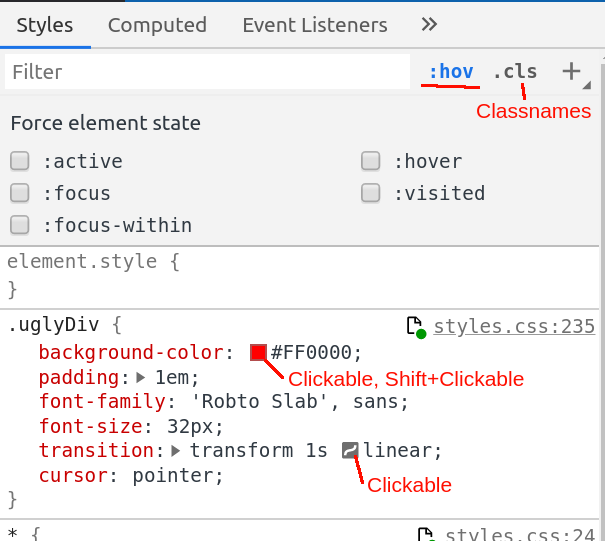 Styles Computed Event Listeners »
Filter :hov .cls +
Classnames
Force element state
:active :hover
:focus :visited
:focus-within
element.style {
}
.uglyDiv { styles.css:235
background-color: #FF0000;
padding: 1em;
Clickable, Shift+Clickable
font-family: 'Robto Slab', sans;
font-size: 32px;
transition: transform 1s linear;
cursor: pointer;
Clickable
}
* { styles.css:24